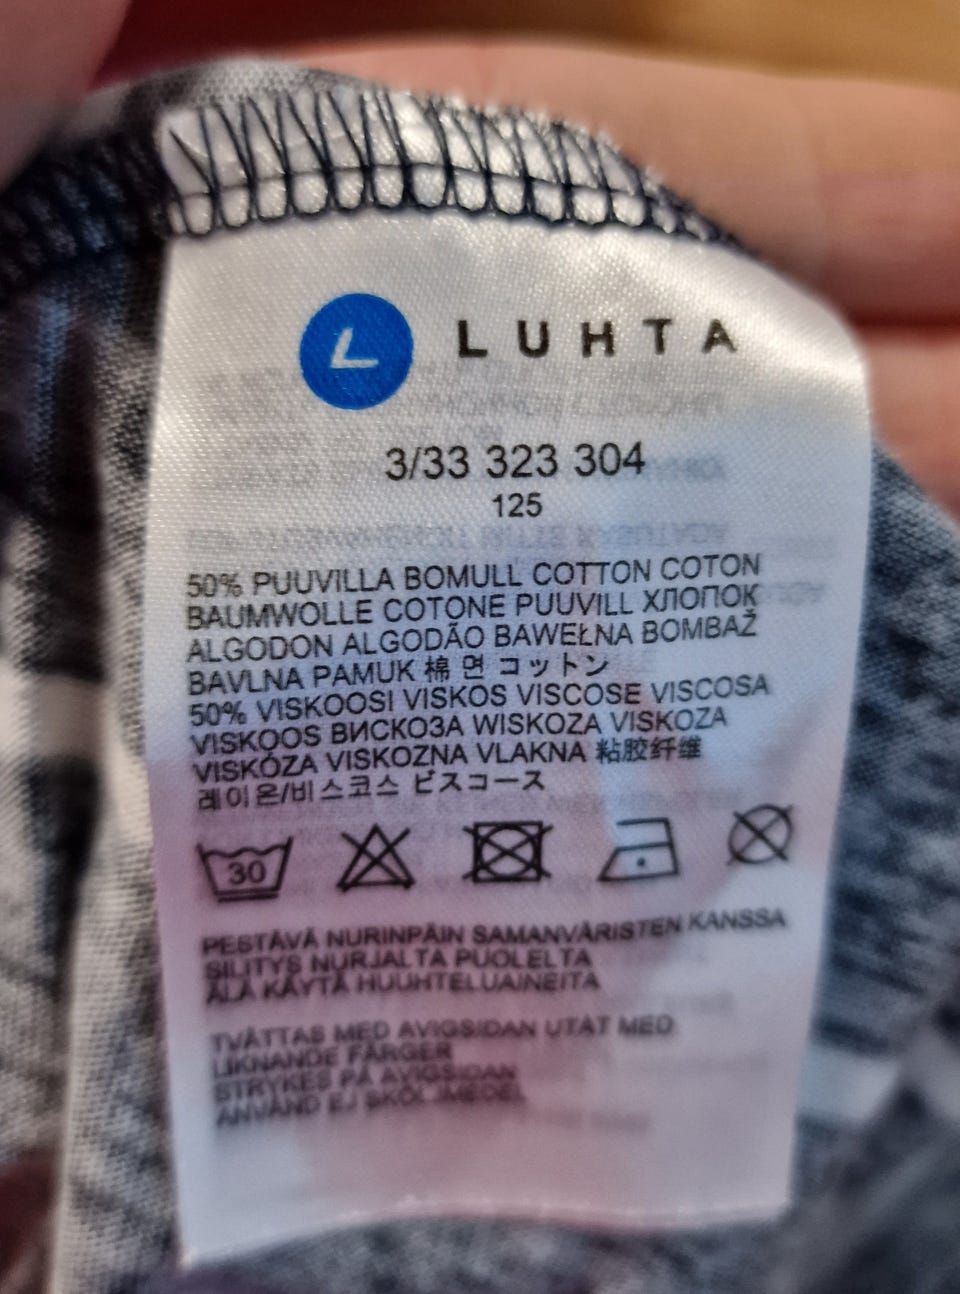 L LUHTA
3/33 323 304
125
50% PUUVILLA BOMULL COTTON COTON
BAUMWOLLE COTONE PUUVILL ХЛОПОК
ALGODON ALGODÃO BAWEŁNA BOMBAŽ
BAVLNA PAMUK 棉 면 コットン
50% VISKOOSI VISKOS VISCOSE VISCOSA
VISKOOS ВИСКОЗА WISKOZA VISKOZA
VISKÓZA VISKOZNA VLAKNA 粘胶纤维
레이온/비스코스 ビスコース
30
PESTÄVÄ NURINPÄIN SAMANVÄRISTEN KANSSA
SILITYS NURJALTA PUOLELTA
ÄLÄ KÄYTÄ HUUHTELUAINEITA
TVÄTTAS MED AVIGSIDAN UTÅT MED
LIKNANDE FÄRGER
STRYKES PÅ AVIGSIDAN
ANVÄND EJ SKÖLJMEDEL